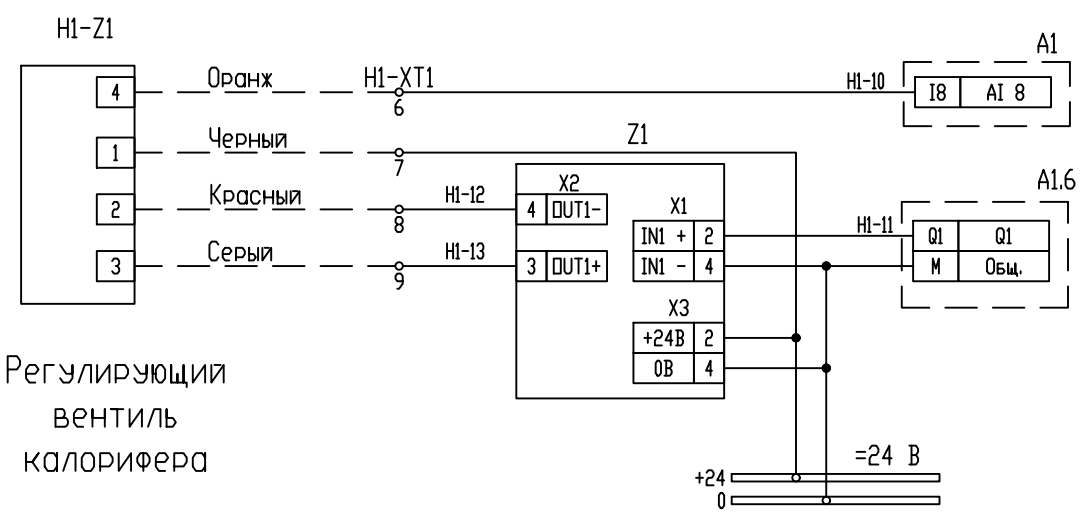 H1-Z1
A1
4 Оранж H1-XT1 6 H1-10 I8 AI 8
1 Черный 7 Z1
A1.6
2 Красный 8 H1-12 X2 4 OUT1-
X1
IN1 + 2 H1-11 Q1 Q1
3 Серый 9 H1-13 3 OUT1+ IN1 - 4 M Общ.
X3
+24В 2
0В 4
Регулирующий
вентиль
калорифера
=24 В
+24
0